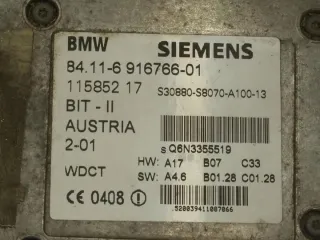 BMW SIEMENS
84.11-6 916766-01
115852 17 S30880-S8070-A100-13
BIT - II
AUSTRIA
2-01 S Q6N3355519
HW: A17 B07 C33
WDCT SW: A4.6 B01.28 C01.28
CE 0408 !
.520039411007066